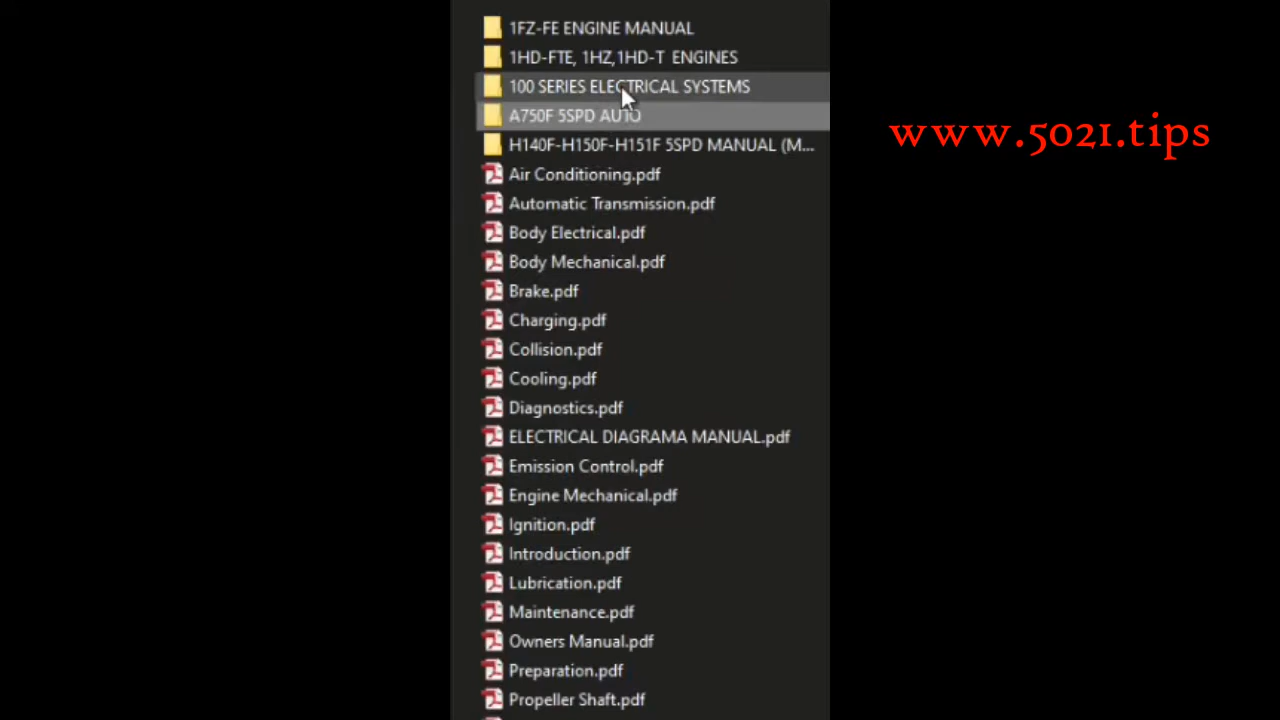 1FZ-FE ENGINE MANUAL
1HD-FTE, 1HZ,1HD-T  ENGINES
100 SERIES ELECTRICAL SYSTEMS
A750F 5SPD AUTO
H140F-H150F-H151F 5SPD MANUAL (M...
Air Conditioning.pdf
Automatic Transmission.pdf
Body Electrical.pdf
Body Mechanical.pdf
Brake.pdf
Charging.pdf
Collision.pdf
Cooling.pdf
Diagnostics.pdf
ELECTRICAL DIAGRAMA MANUAL.pdf
Emission Control.pdf
Engine Mechanical.pdf
Ignition.pdf
Introduction.pdf
Lubrication.pdf
Maintenance.pdf
Owners Manual.pdf
Preparation.pdf
Propeller Shaft.pdf
www.5021.tips